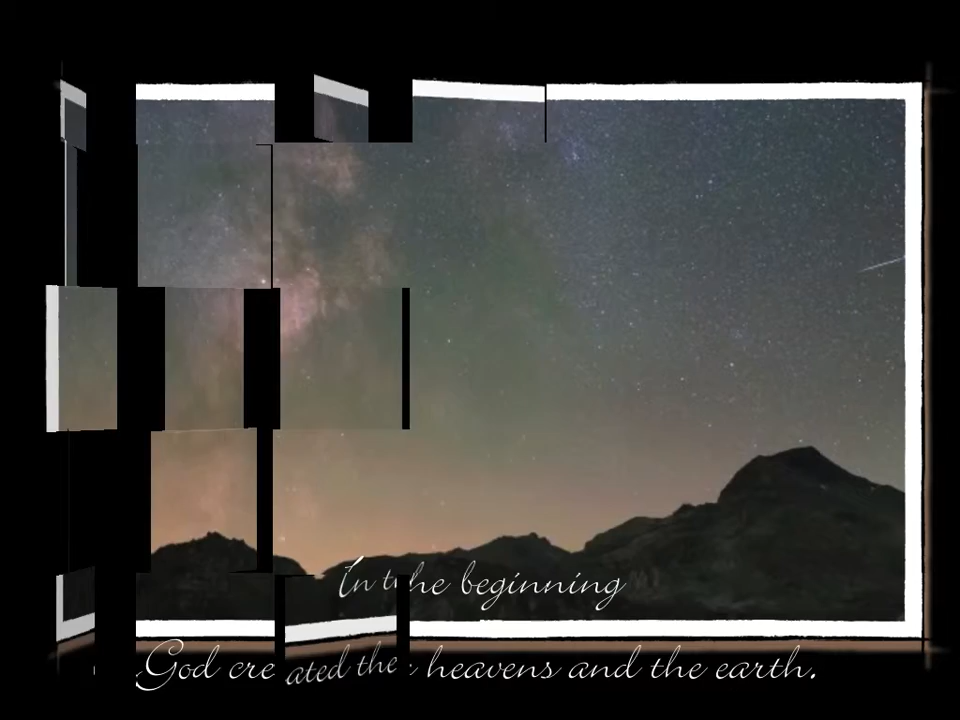 In the beginning
God created the heavens and the earth.